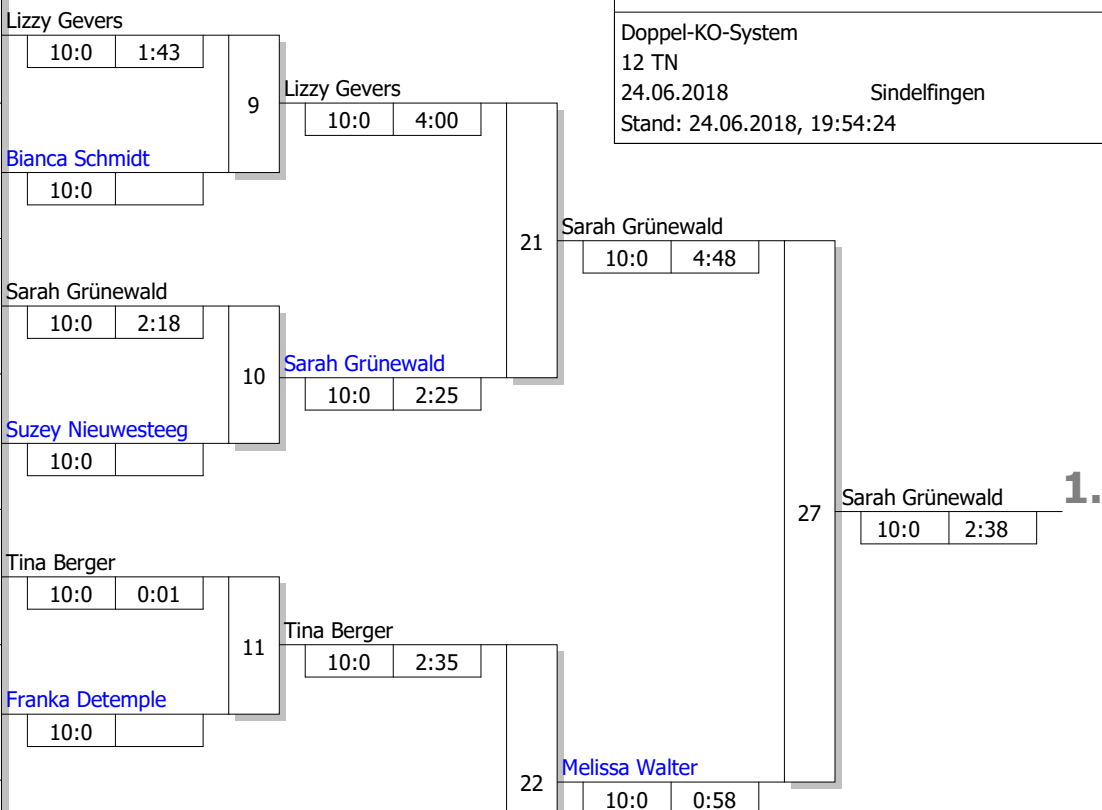 Lizzy Gevers
10:0 1:43
9
Bianca Schmidt
10:0
Sarah Grünewald
10:0 2:18
10
Suzey Nieuwesteeg
10:0
Tina Berger
10:0 0:01
11
Franka Detemple
10:0
Lizzy Gevers
10:0 4:00
21
Sarah Grünewald
10:0 2:25
Tina Berger
10:0 2:35
22
Sarah Grünewald
10:0 4:48
27
Melissa Walter
10:0 0:58
Sarah Grünewald 1.
10:0 2:38
Doppel-KO-System
12 TN
24.06.2018 Sindelfingen
Stand: 24.06.2018, 19:54:24